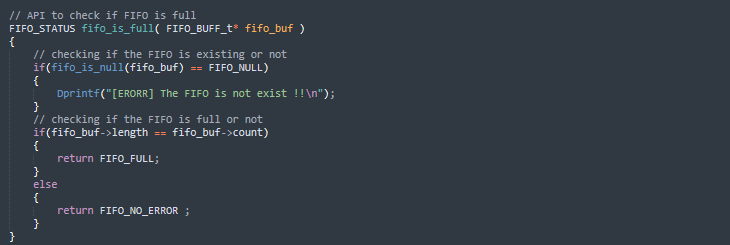 // API to check if FIFO is full
FIFO_STATUS fifo_is_full( FIFO_BUFF_t* fifo_buf )
{
    // checking if the FIFO is existing or not
    if(fifo_is_null(fifo_buf) == FIFO_NULL)
    {
        Dprintf("[ERORR] The FIFO is not exist !!\n");
    }
    // checking if the FIFO is full or not
    if(fifo_buf->length == fifo_buf->count)
    {
        return FIFO_FULL;
    }
    else
    {
        return FIFO_NO_ERROR ;
    }
}